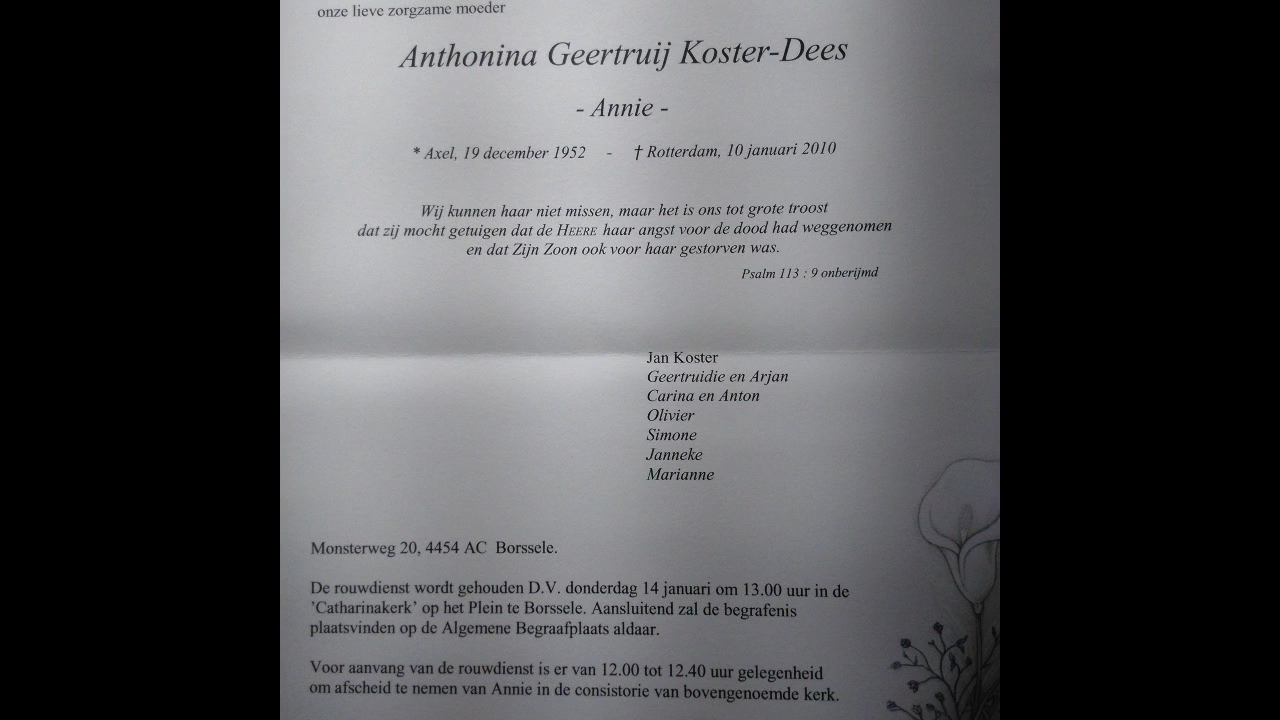 onze lieve zorgzame moeder
Anthonina Geertruij Koster-Dees
- Annie -
* Axel, 19 december 1952 - † Rotterdam, 10 januari 2010
Wij kunnen haar niet missen, maar het is ons tot grote troost
dat zij mocht getuigen dat de HEERE haar angst voor de dood had weggenomen
en dat Zijn Zoon ook voor haar gestorven was.
Psalm 113 : 9 onberijmd
Jan Koster
Geertruidie en Arjan
Carina en Anton
Olivier
Simone
Janneke
Marianne
Monsterweg 20, 4454 AC Borssele.
De rouwdienst wordt gehouden D.V. donderdag 14 januari om 13.00 uur in de
'Catharinakerk' op het Plein te Borssele. Aansluitend zal de begrafenis
plaatsvinden op de Algemene Begraafplaats aldaar.
Voor aanvang van de rouwdienst is er van 12.00 tot 12.40 uur gelegenheid
om afscheid te nemen van Annie in de consistorie van bovengenoemde kerk.